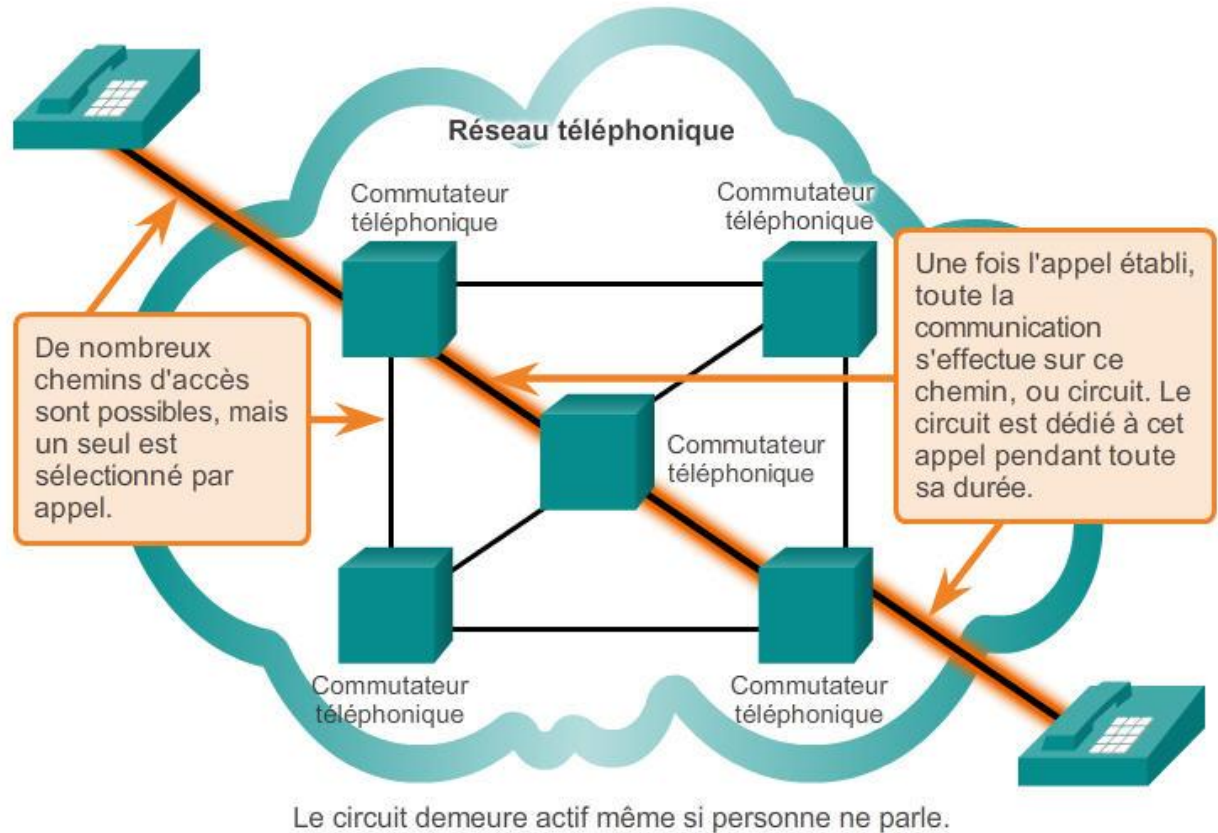 Réseau téléphonique
Commutateur
téléphonique
Commutateur
téléphonique
De nombreux
chemins d'accès
sont possibles, mais
un seul est
sélectionné par
appel.
Une fois l'appel établi,
toute la
communication
s'effectue sur ce
chemin, ou circuit. Le
circuit est dédié à cet
appel pendant toute
sa durée.
Commutateur
téléphonique
Commutateur
téléphonique
Commutateur
téléphonique
Le circuit demeure actif même si personne ne parle.